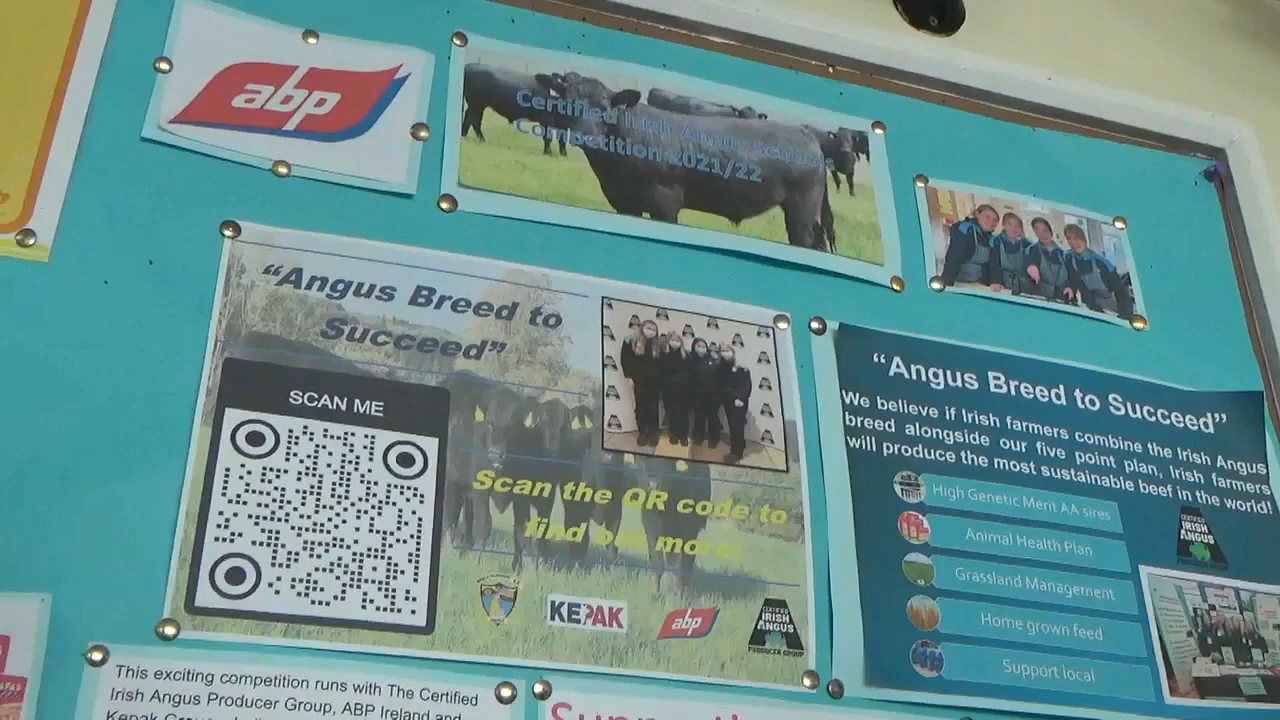 abp
Certified Irish Angus Schools
Competition 2021/22
“Angus Breed to
Succeed”
SCAN ME
Scan the QR code to
find out more!
KEPAK
abp
CERTIFIED
IRISH
ANGUS
PRODUCER GROUP
“Angus Breed to Succeed”
We believe if Irish farmers combine the Irish Angus
breed alongside our five point plan, Irish farmers
will produce the most sustainable beef in the world!
High Genetic Merit AA sires
Animal Health Plan
Grassland Management
Home grown feed
Support local
CERTIFIED
IRISH
ANGUS
This exciting competition runs with The Certified
Irish Angus Producer Group, ABP Ireland and
Kepak